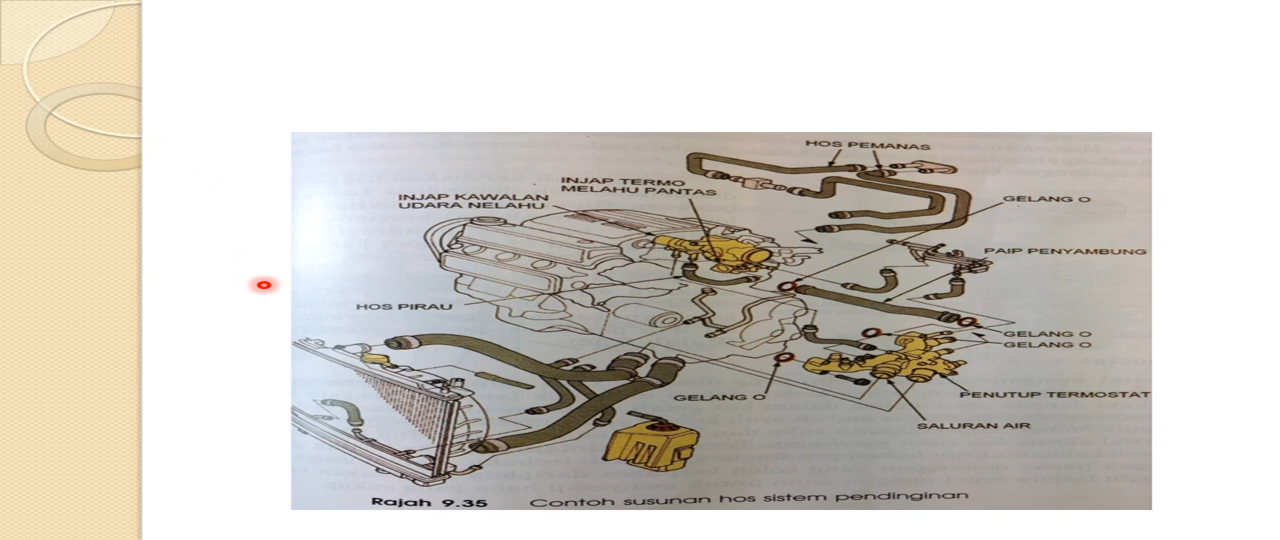 HOS PEMANAS
INJAP TERMO
MELAHU PANTAS
INJAP KAWALAN
UDARA NELAHU
GELANG O
PAIP PENYAMBUNG
HOS PIRAU
GELANG O
GELANG O
GELANG O
PENUTUP TERMOSTAT
SALURAN AIR
Rajah 9.35 Contoh susunan hos sistem pendinginan